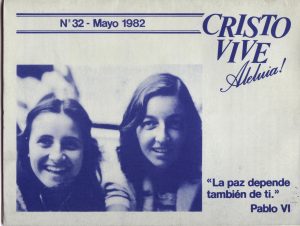 N° 32 - Mayo 1982
CRISTO
VIVE
Aleluia!
"La paz depende
también de ti."
Pablo VI